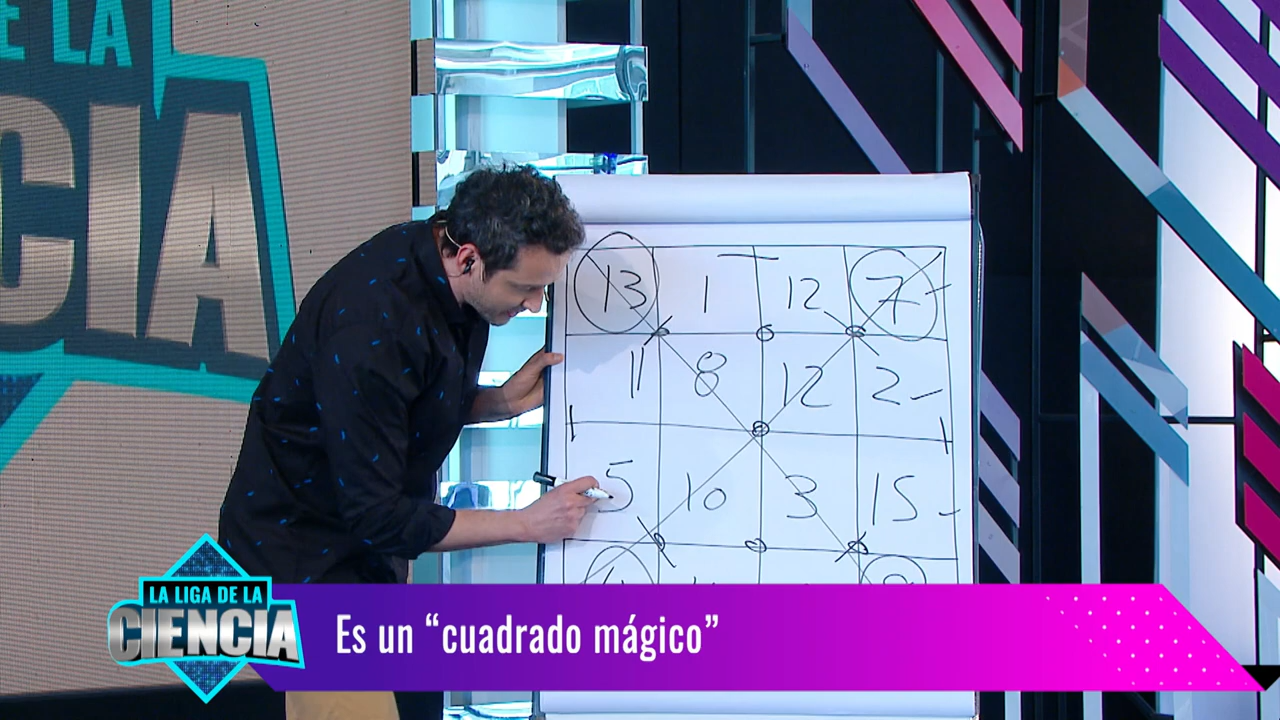 E LA
CIA
13 1 12 7
11 8 12 2
5 10 3 15
LA LIGA DE LA
CIENCIA
Es un “cuadrado mágico”